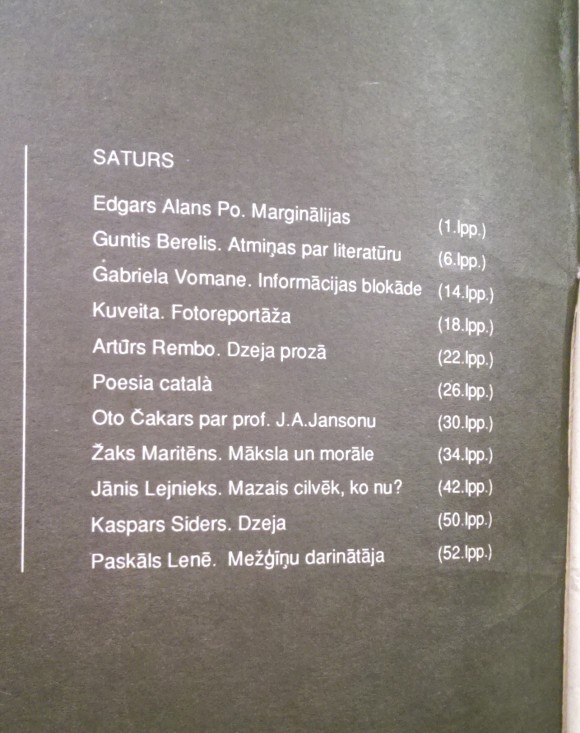 SATURS
Edgars Alans Po. Marginālijas (1.lpp.)
Guntis Berelis. Atmiņas par literatūru (6.lpp.)
Gabriela Vomane. Informācijas blokāde (14.lpp.)
Kuveita. Fotoreportāža (18.lpp.)
Artūrs Rembo. Dzeja prozā (22.lpp.)
Poesia català (26.lpp.)
Oto Čakars par prof. J.A.Jansonu (30.lpp.)
Žaks Maritēns. Māksla un morāle (34.lpp.)
Jānis Lejnieks. Mazais cilvēk, ko nu? (42.lpp.)
Kaspars Siders. Dzeja (50.lpp.)
Paskāls Lenē. Mežģīņu darinātāja (52.lpp.)